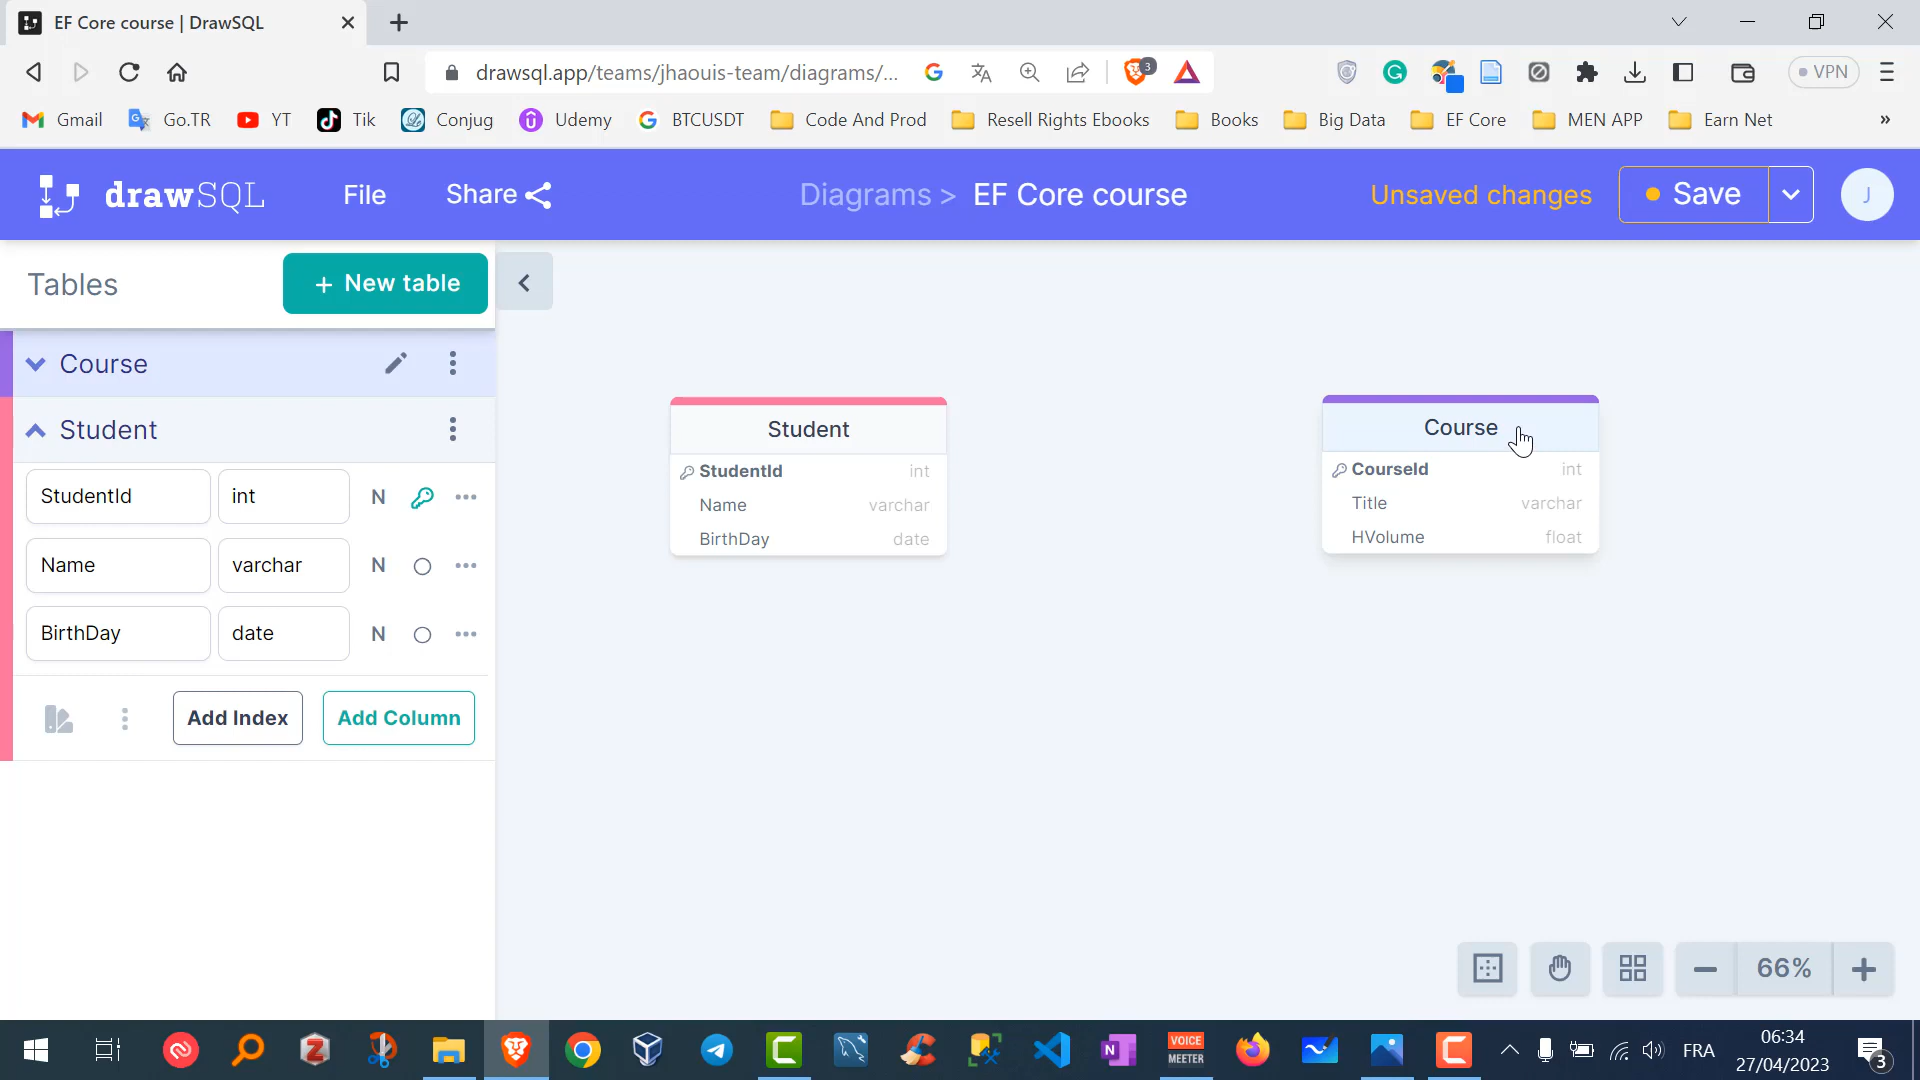 EF Core course | DrawSQL
drawsql.app/teams/jhaouis-team/diagrams/...
3
VPN
Gmail
Go.TR
YT
Tik
Conjug
Udemy
BTCUSDT
Code And Prod
Resell Rights Ebooks
Books
Big Data
EF Core
MEN APP
Earn Net
»
drawSQL
File
Share
Diagrams > EF Core course
Unsaved changes
Save
J
Tables
+ New table
Course
Student
StudentId int N
Name varchar N
BirthDay date N
Add Index
Add Column
Student
StudentId int
Name varchar
BirthDay date
Course
CourseId int
Title varchar
HVolume float
66%
VOICE
MEETER
FRA
06:34
27/04/2023
3